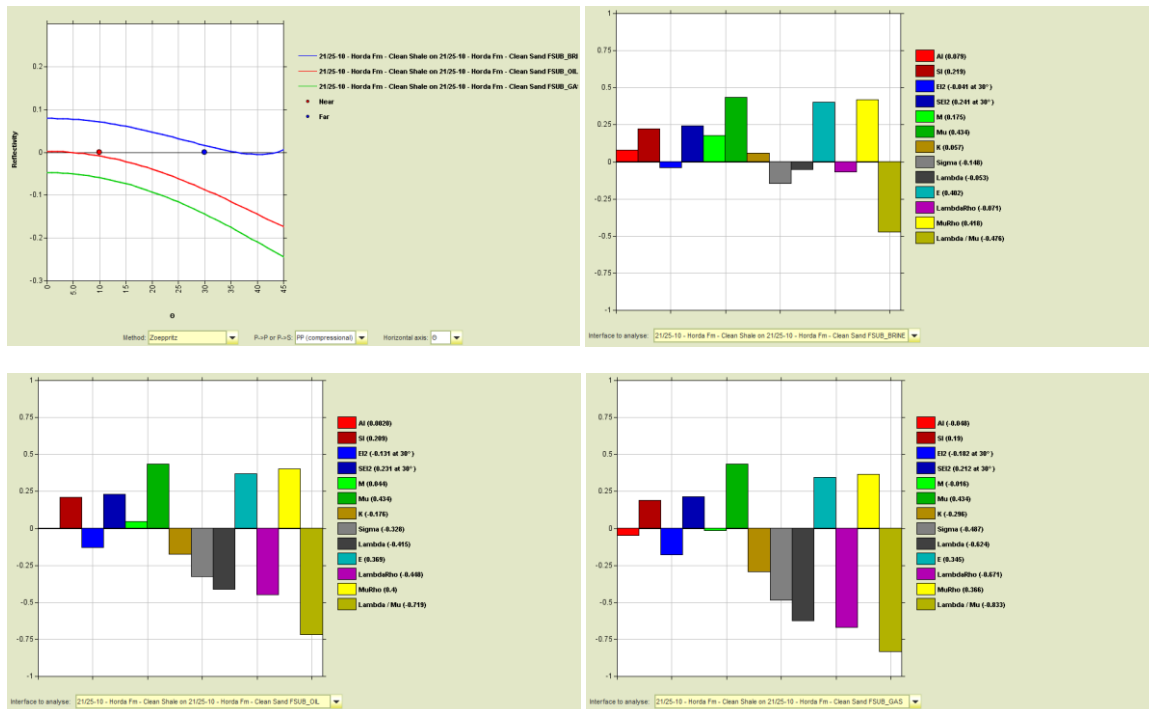 0.2
0.1
0
-0.1
-0.2
-0.3
Reflectivity
0
5.0
10.0
15.0
20.0
25.0
30.0
35.0
40.0
45
Θ
21/25-10 - Horda Fm - Clean Shale on 21/25-10 - Horda Fm - Clean Sand FSUB_BRI
21/25-10 - Horda Fm - Clean Shale on 21/25-10 - Horda Fm - Clean Sand FSUB_OIL
21/25-10 - Horda Fm - Clean Shale on 21/25-10 - Horda Fm - Clean Sand FSUB_GAS
Near
Far
Method: Zoeppritz P->P or P->S: PP (compressional) Horizontal axis: Θ
1
0.75
0.5
0.25
0
-0.25
-0.5
-0.75
-1
AI (0.079)
SI (0.219)
EI2 (-0.041 at 30°)
SEI2 (0.241 at 30°)
M (0.175)
Mu (0.434)
K (0.057)
Sigma (-0.148)
Lambda (-0.053)
E (0.402)
LambdaRho (-0.071)
MuRho (0.418)
Lambda / Mu (-0.476)
Interface to analyse: 21/25-10 - Horda Fm - Clean Shale on 21/25-10 - Horda Fm - Clean Sand FSUB_BRINE
1
0.75
0.5
0.25
0
-0.25
-0.5
-0.75
-1
AI (0.0020)
SI (0.209)
EI2 (-0.131 at 30°)
SEI2 (0.231 at 30°)
M (0.044)
Mu (0.434)
K (-0.176)
Sigma (-0.328)
Lambda (-0.415)
E (0.369)
LambdaRho (-0.448)
MuRho (0.4)
Lambda / Mu (-0.719)
Interface to analyse: 21/25-10 - Horda Fm - Clean Shale on 21/25-10 - Horda Fm - Clean Sand FSUB_OIL
1
0.75
0.5
0.25
0
-0.25
-0.5
-0.75
-1
AI (-0.048)
SI (0.19)
EI2 (-0.182 at 30°)
SEI2 (0.212 at 30°)
M (-0.016)
Mu (0.434)
K (-0.296)
Sigma (-0.487)
Lambda (-0.624)
E (0.345)
LambdaRho (-0.671)
MuRho (0.366)
Lambda / Mu (-0.833)
Interface to analyse: 21/25-10 - Horda Fm - Clean Shale on 21/25-10 - Horda Fm - Clean Sand FSUB_GAS